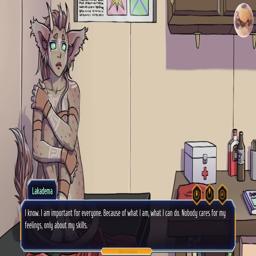 Lakadema
I know. I am important for everyone. Because of what I am, what I can do. Nobody cares for my
feelings, only about my skills.